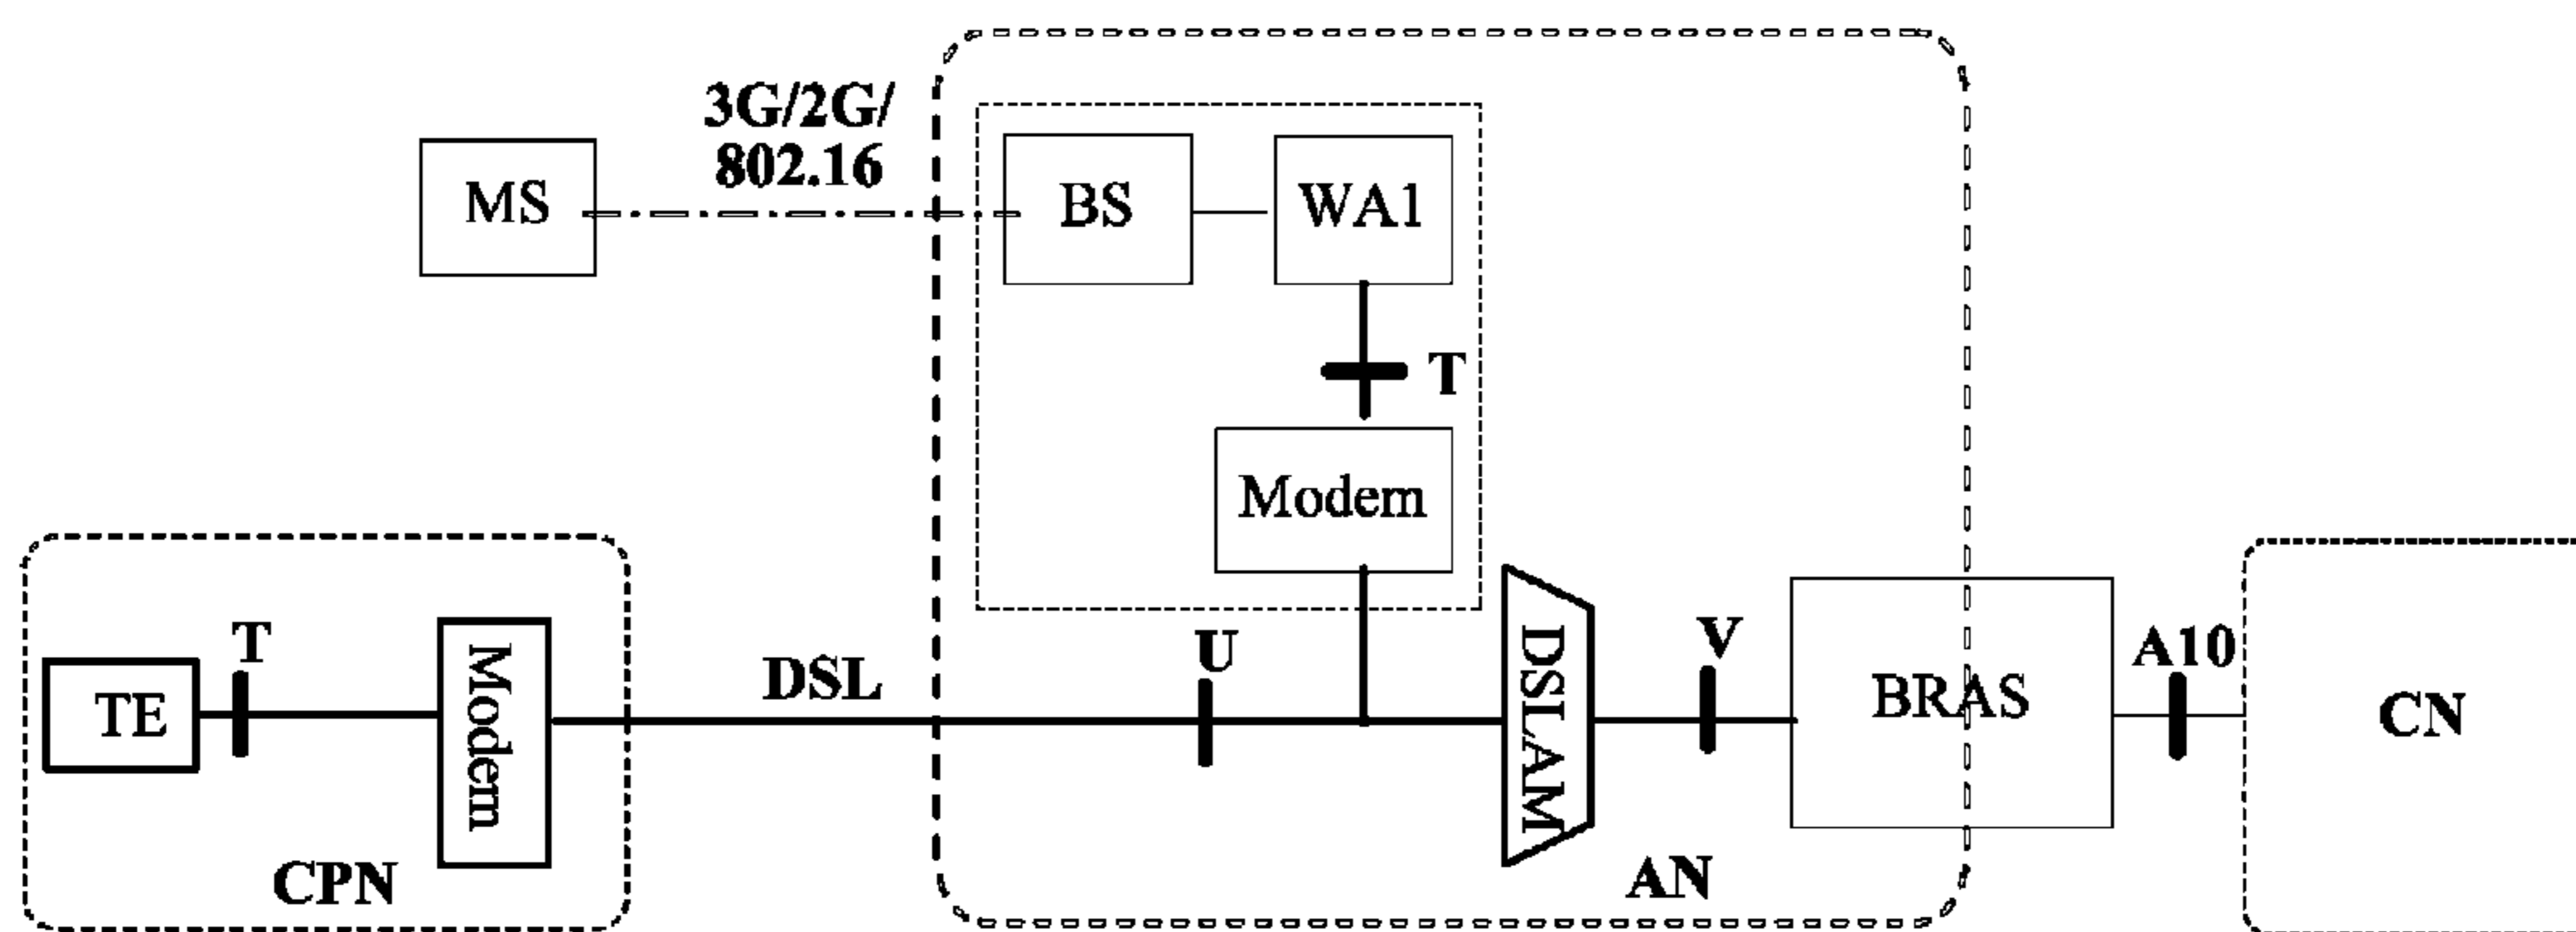 3G/2G/
802.16
MS
BS
WA1
T
Modem
T
TE
Modem
CPN
DSL
U
DSLAM
V
AN
BRAS
A10
CN